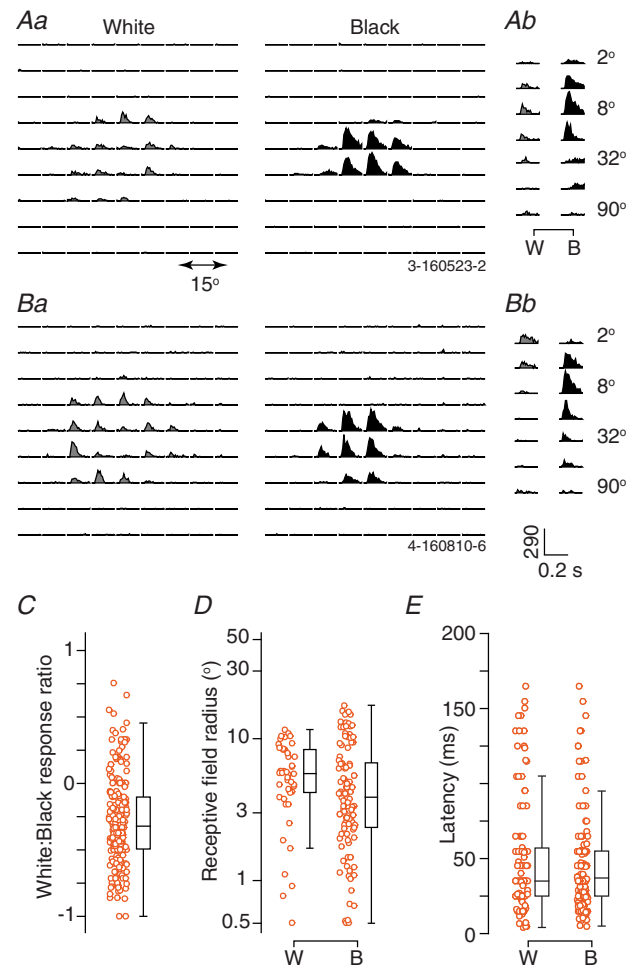 Aa
White
Black
Ab
2°
8°
32°
90°
W B
15°
3-160523-2
Ba
Bb
2°
8°
32°
90°
4-160810-6
290
0.2 s
C
White:Black response ratio
1
0
-1
D
Receptive field radius (°)
50
30
10
3
1
0.5
W B
E
Latency (ms)
200
150
100
50
0
W B